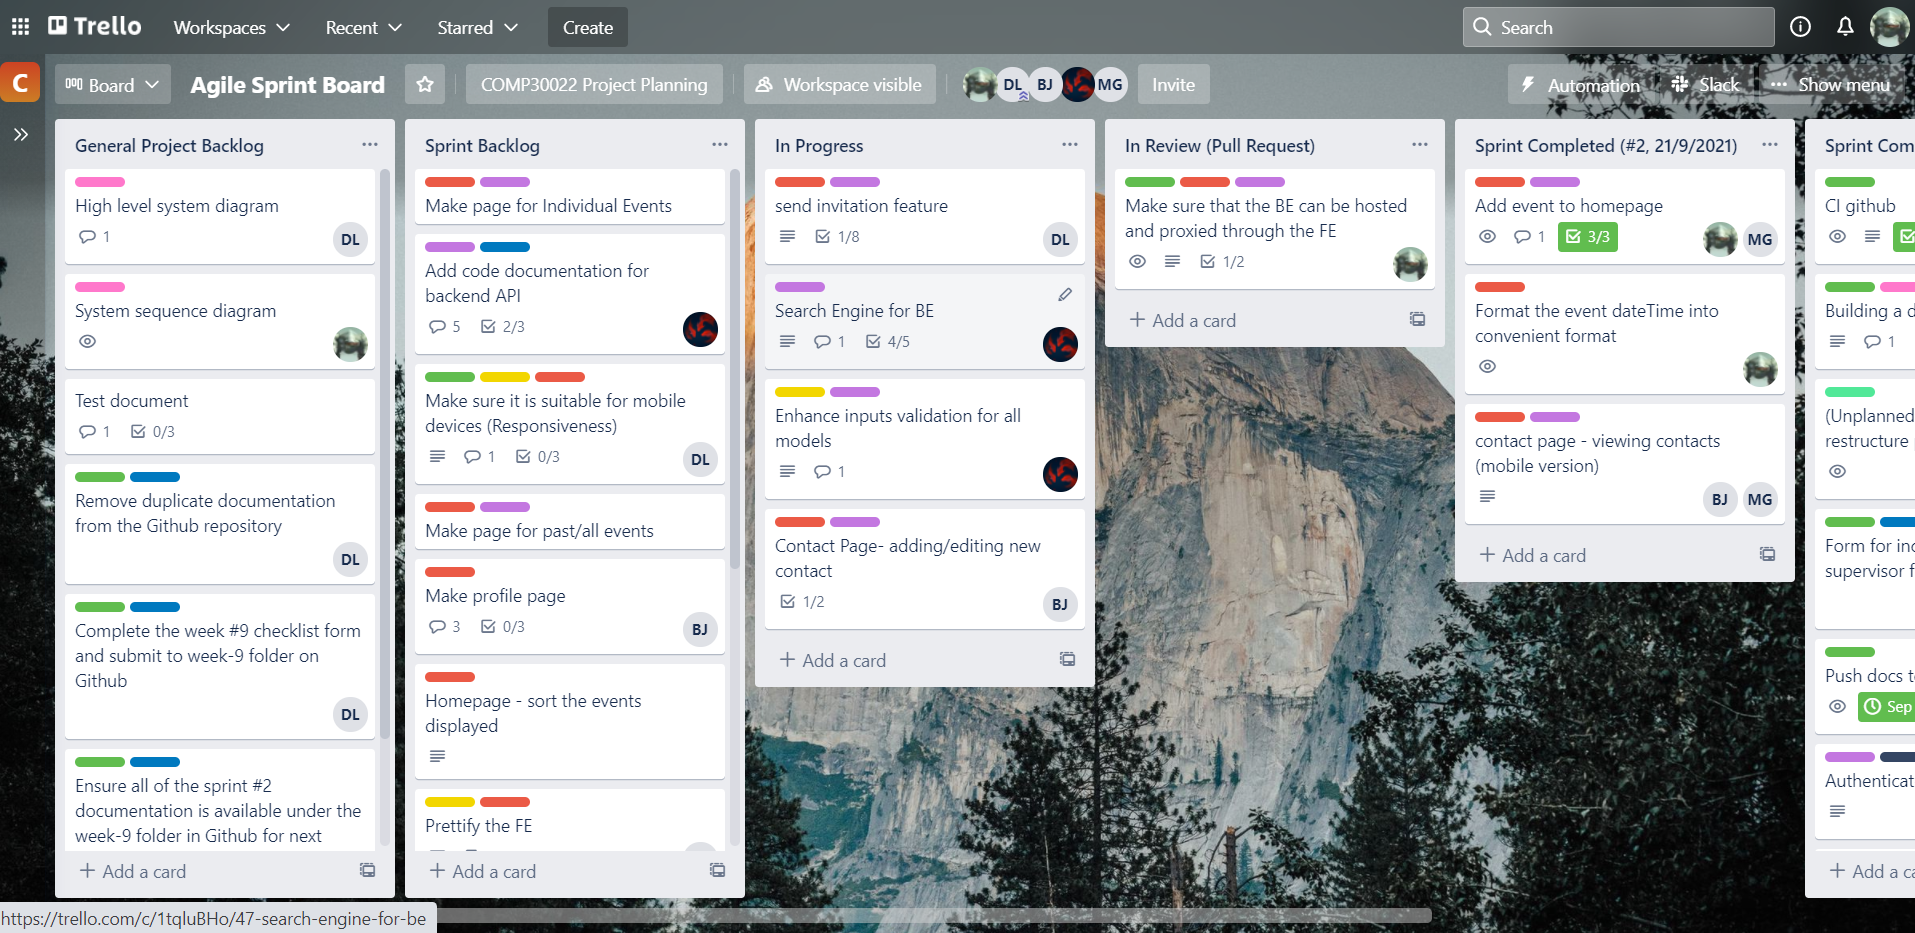 Trello
Workspaces
Recent
Starred
Create
Search
C
Board
Agile Sprint Board
COMP30022 Project Planning
Workspace visible
DL
BJ
MG
Invite
Automation
Slack
Show menu
General Project Backlog
High level system diagram
1
DL
System sequence diagram
Test document
1
0/3
Remove duplicate documentation
from the Github repository
DL
Complete the week #9 checklist form
and submit to week-9 folder on
Github
DL
Ensure all of the sprint #2
documentation is available under the
week-9 folder in Github for next
+ Add a card
Sprint Backlog
Make page for Individual Events
Add code documentation for
backend API
5
2/3
Make sure it is suitable for mobile
devices (Responsiveness)
1
0/3
DL
Make page for past/all events
Make profile page
3
0/3
BJ
Homepage - sort the events
displayed
Prettify the FE
+ Add a card
In Progress
send invitation feature
1/8
DL
Search Engine for BE
1
4/5
Enhance inputs validation for all
models
1
Contact Page- adding/editing new
contact
1/2
BJ
+ Add a card
In Review (Pull Request)
Make sure that the BE can be hosted
and proxied through the FE
1/2
+ Add a card
Sprint Completed (#2, 21/9/2021)
Add event to homepage
1
3/3
MG
Format the event dateTime into
convenient format
contact page - viewing contacts
(mobile version)
BJ
MG
+ Add a card
Sprint Com
CI github
Building a d
1
(Unplanned
restructure
Form for inc
supervisor f
Push docs t
Sep
Authenticat
+ Add a ca
https://trello.com/c/1tqluBHo/47-search-engine-for-be